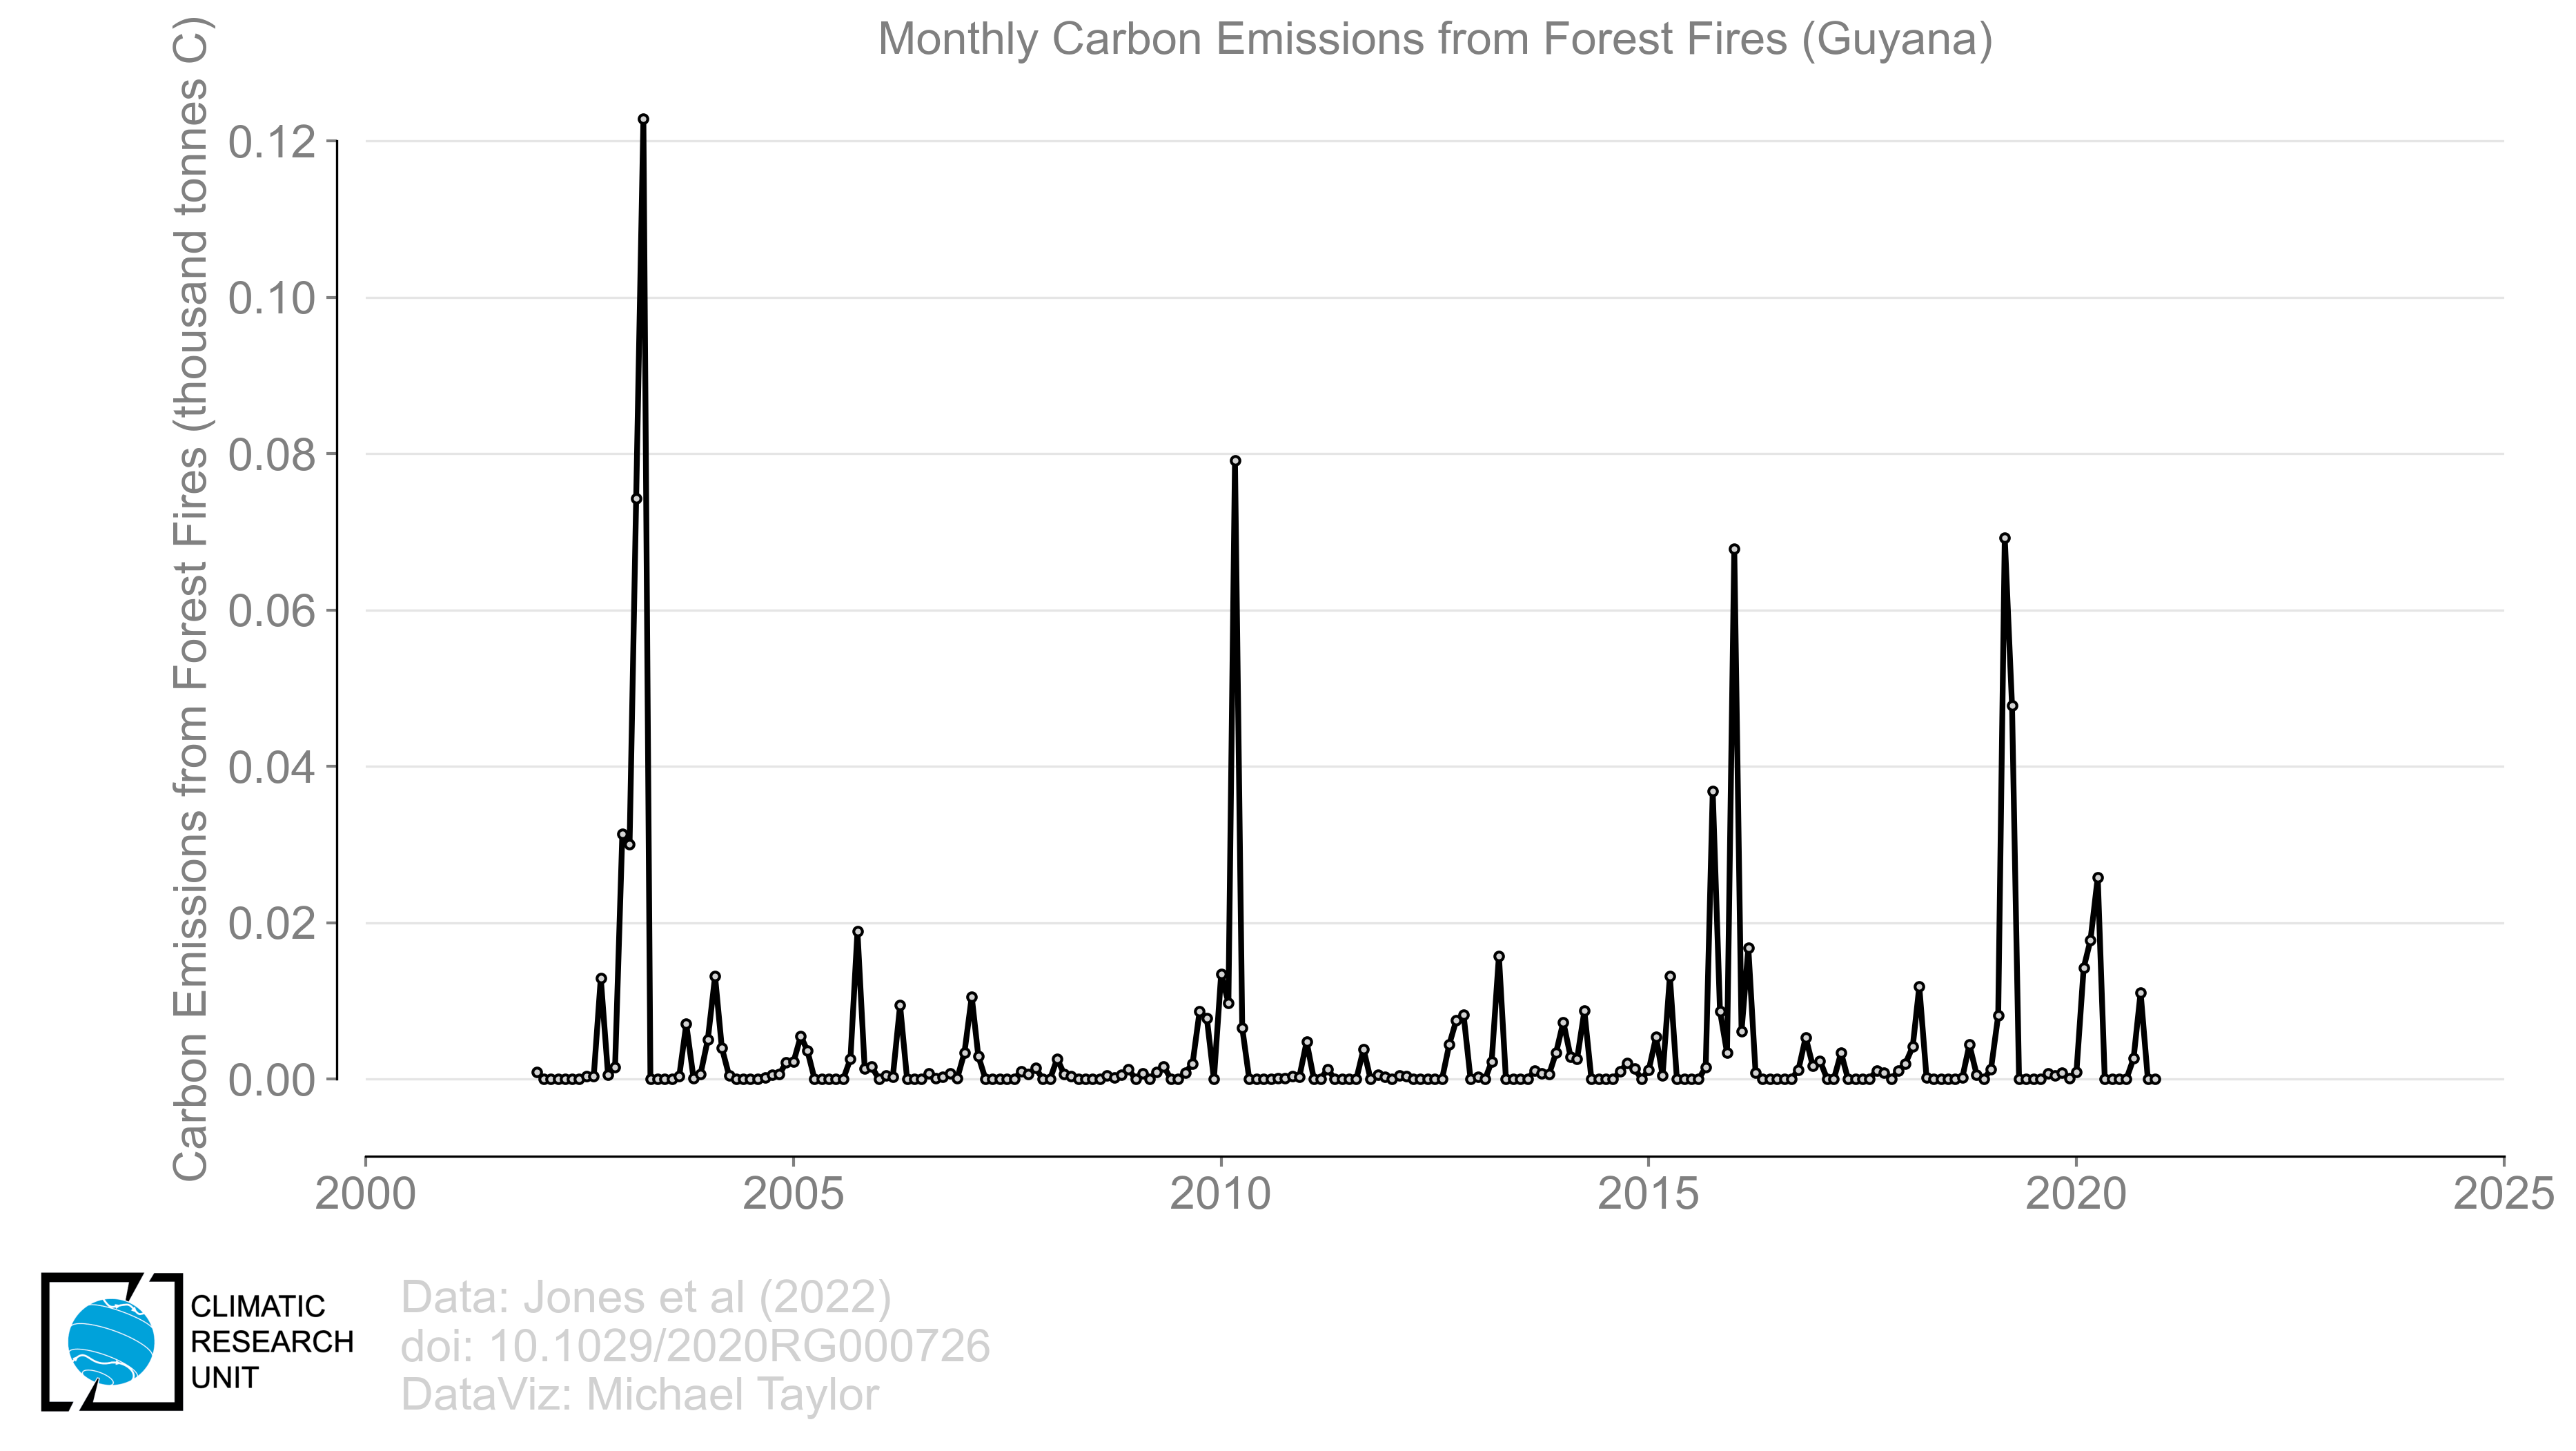 Monthly Carbon Emissions from Forest Fires (Guyana)
Carbon Emissions from Forest Fires (thousand tonnes C)
0.12
0.10
0.08
0.06
0.04
0.02
0.00
2000
2005
2010
2015
2020
2025
CLIMATIC
RESEARCH
UNIT
Data: Jones et al (2022)
doi: 10.1029/2020RG000726
DataViz: Michael Taylor